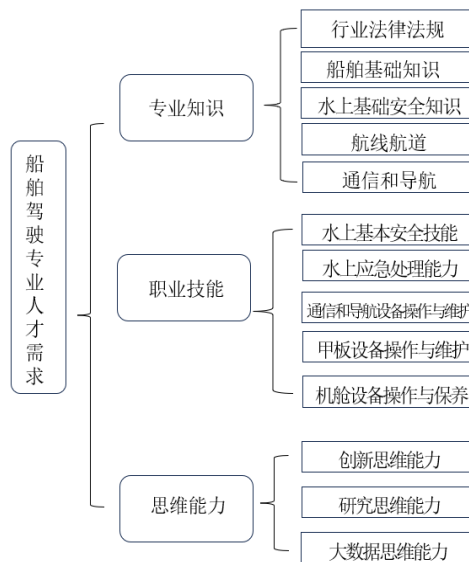 船舶驾驶专业人才需求
专业知识
行业法律法规
船舶基础知识
水上基础安全知识
航线航道
通信和导航
职业技能
水上基本安全技能
水上应急处理能力
通信和导航设备操作与维护
甲板设备操作与维护
机舱设备操作与保养
思维能力
创新思维能力
研究思维能力
大数据思维能力